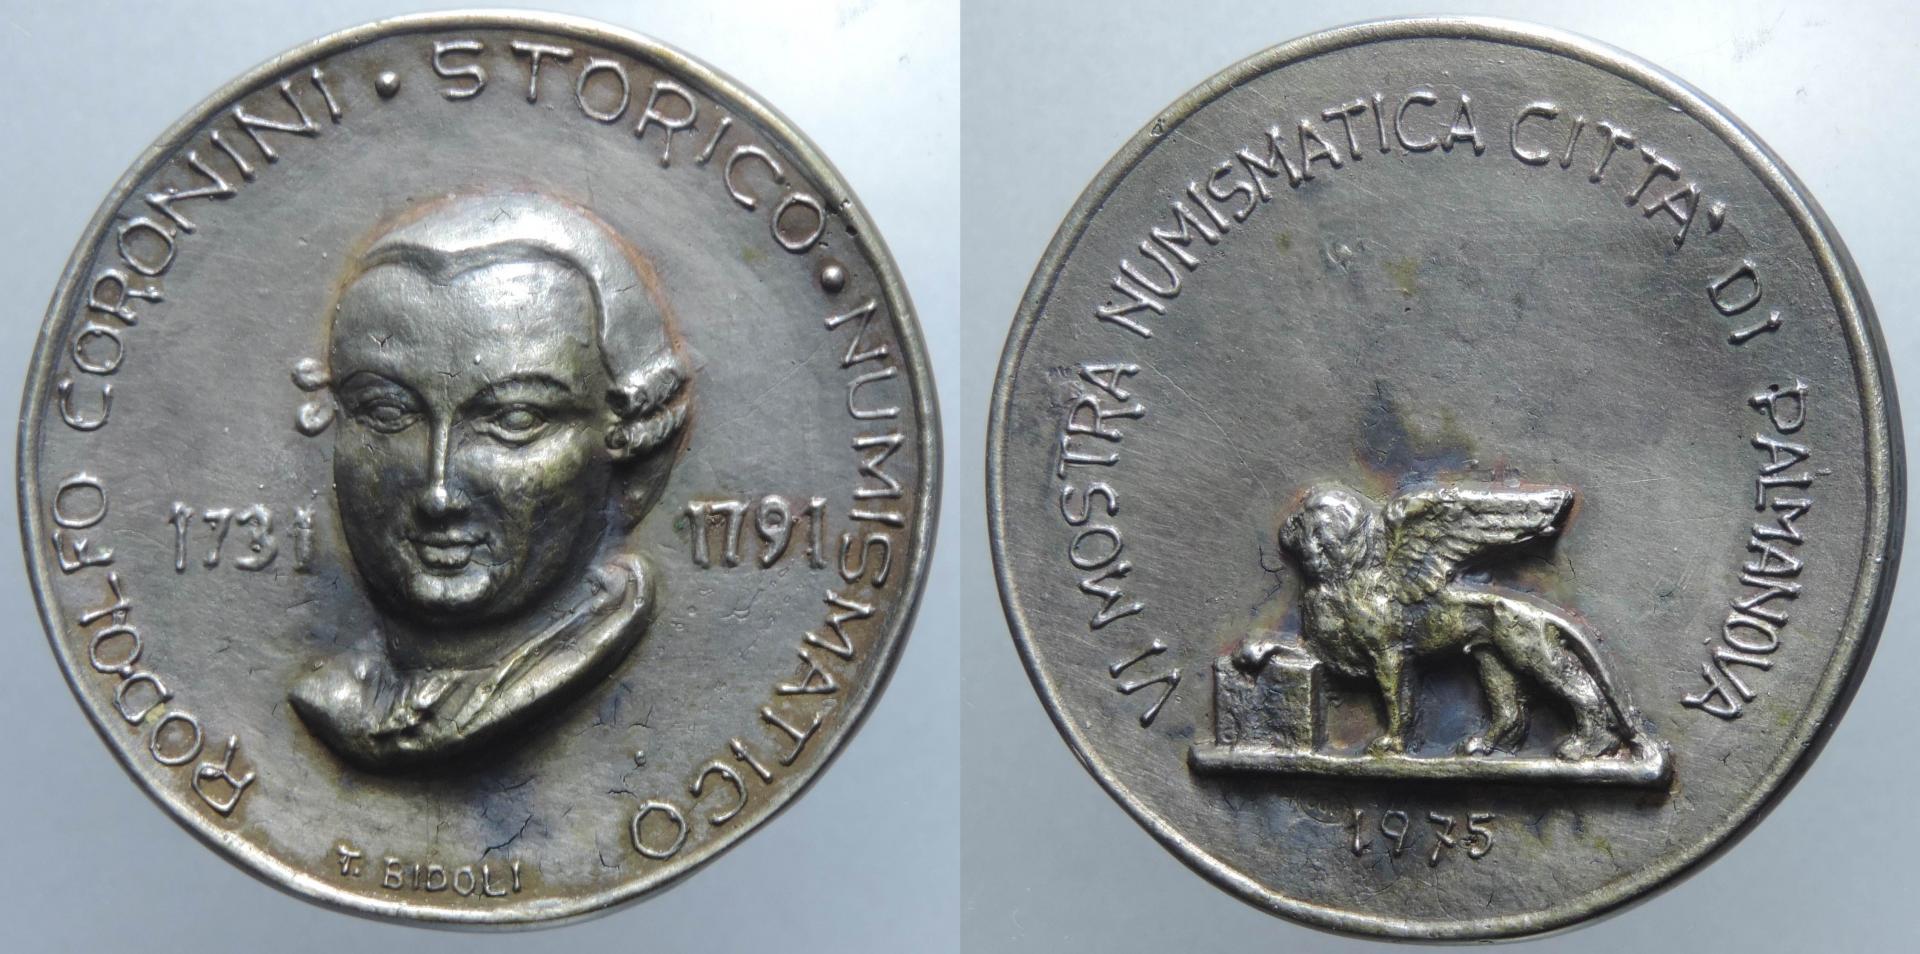 RODOLFO CORONINI • STORICO • NUMISMATICO
1731 1791
T. BIDOLI
VI. MOSTRA NUMISMATICA CITTA' DI PALMANOVA
1975